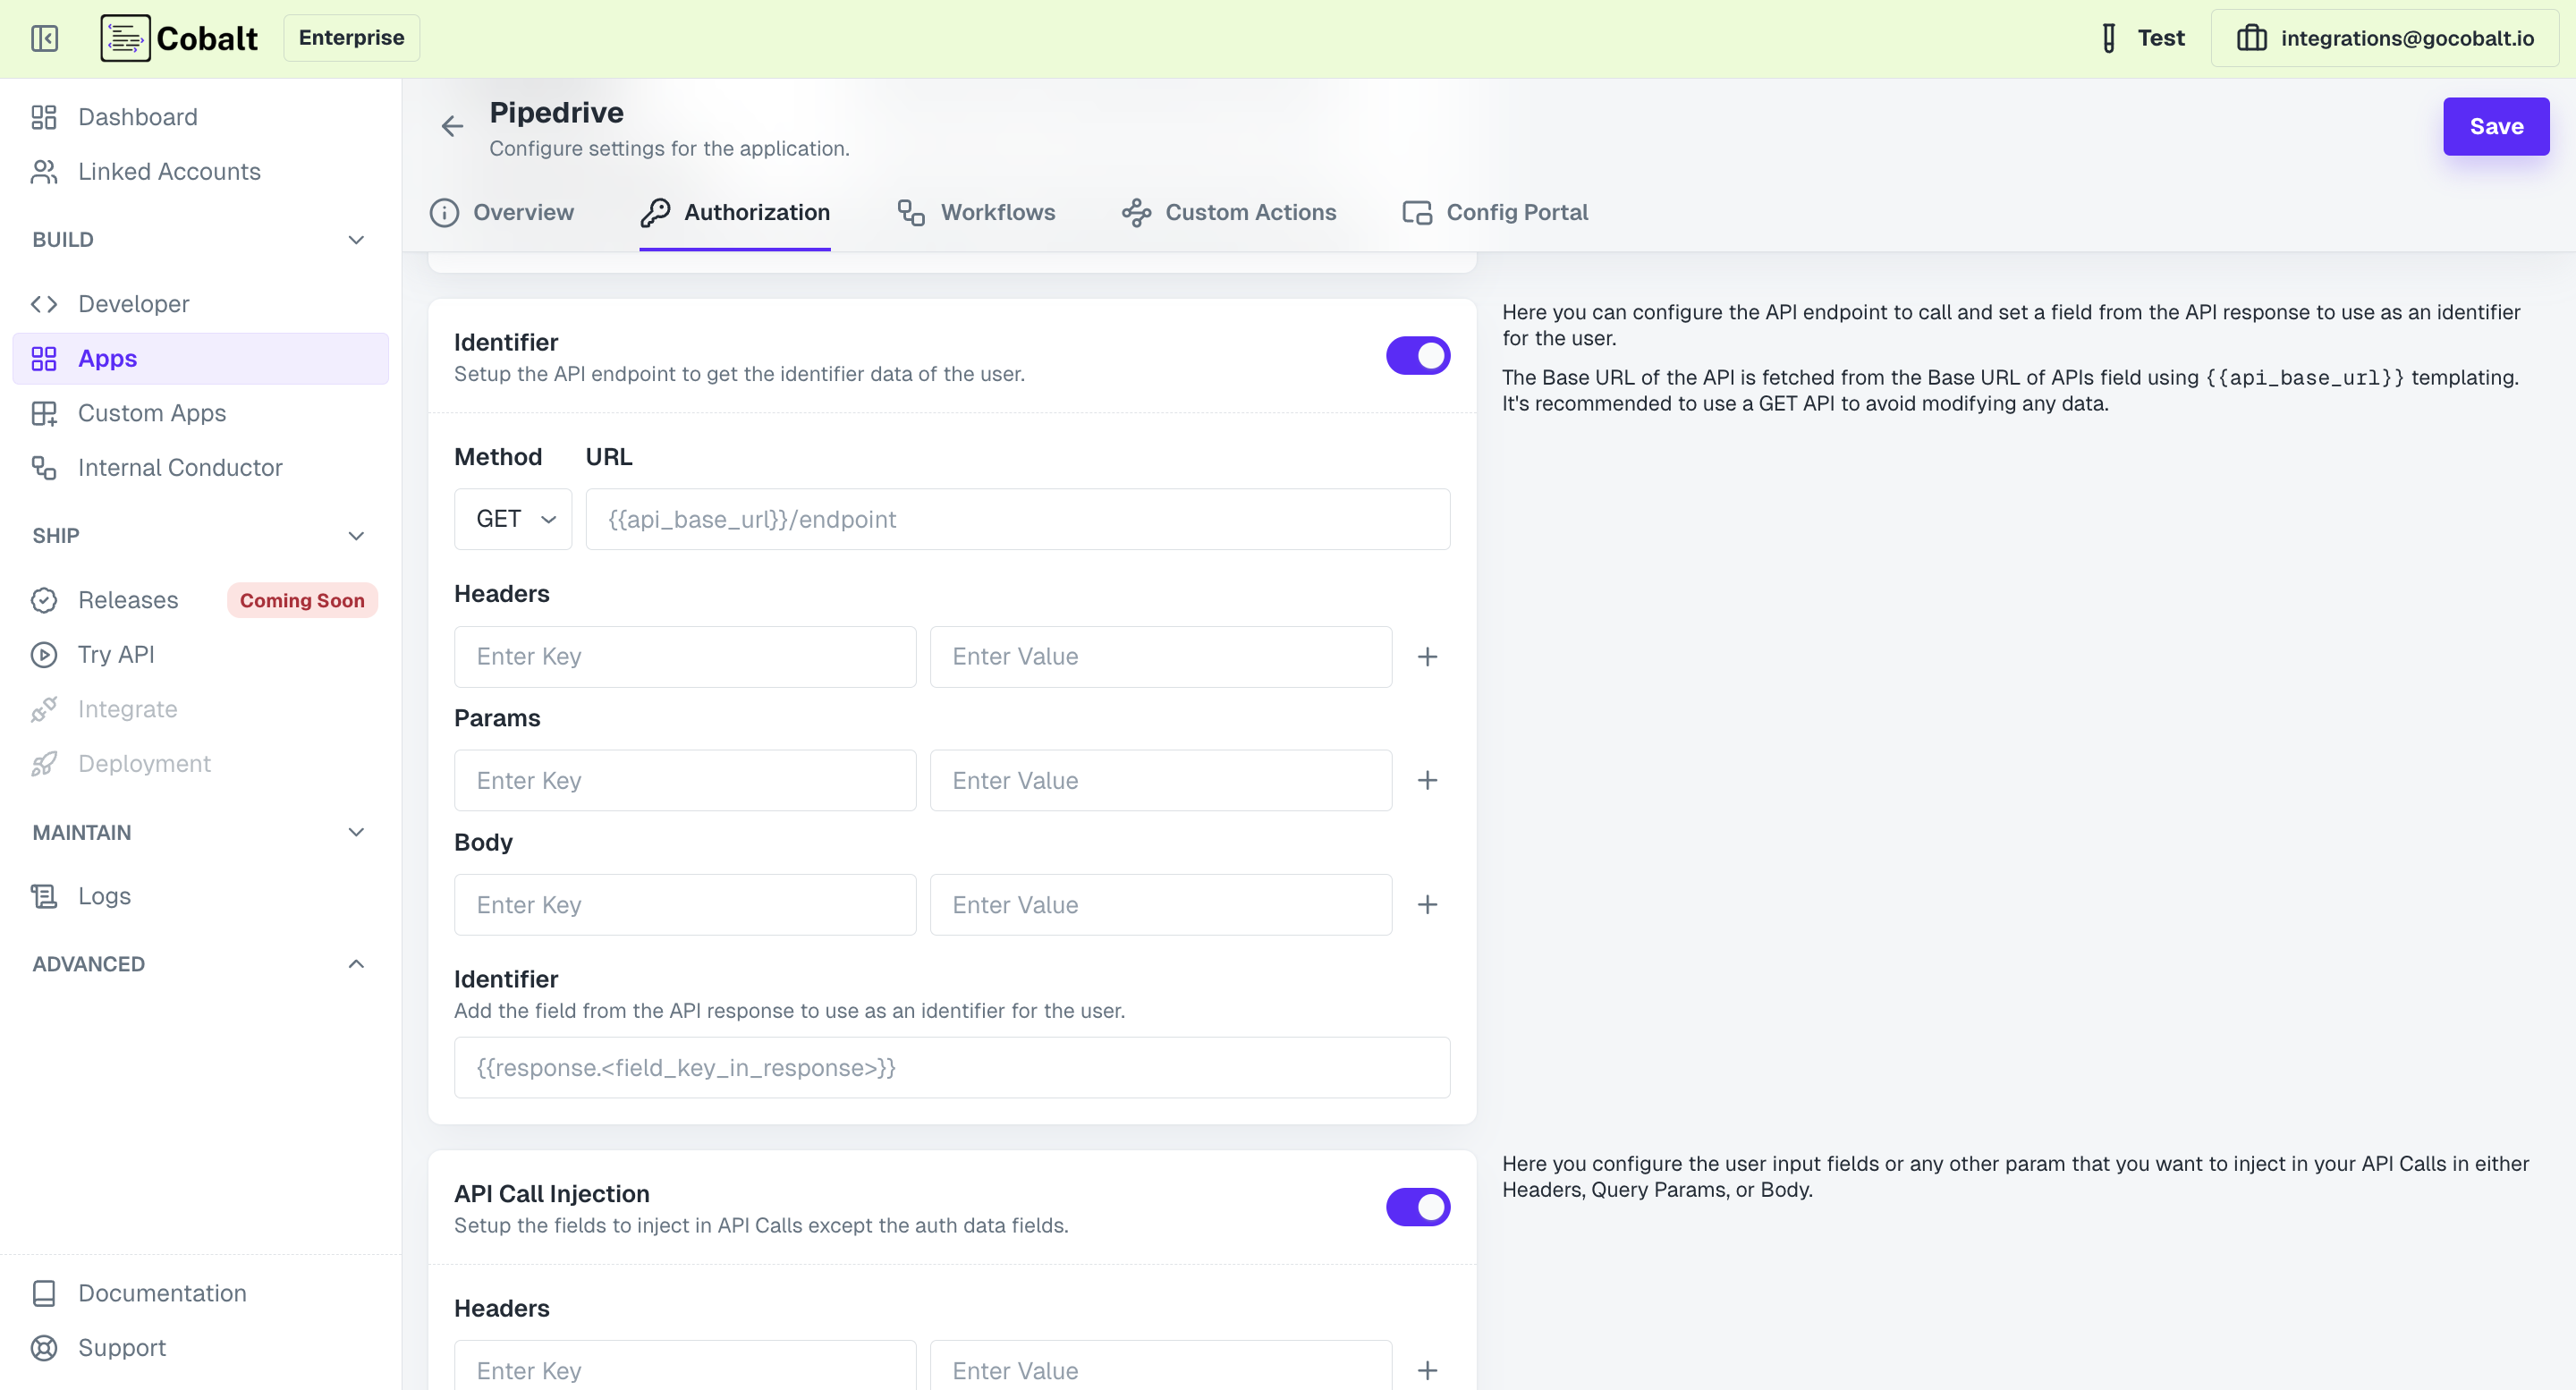 Cobalt
Enterprise
Test
integrations@gocobalt.io
Dashboard
Linked Accounts
BUILD
Developer
Apps
Custom Apps
Internal Conductor
SHIP
Releases
Coming Soon
Try API
Integrate
Deployment
MAINTAIN
Logs
ADVANCED
Documentation
Support
Pipedrive
Configure settings for the application.
Save
Overview
Authorization
Workflows
Custom Actions
Config Portal
Identifier
Setup the API endpoint to get the identifier data of the user.
Method
URL
GET
{{api_base_url}}/endpoint
Headers
Enter Key
Enter Value
Params
Enter Key
Enter Value
Body
Enter Key
Enter Value
Identifier
Add the field from the API response to use as an identifier for the user.
{{response.<field_key_in_response>}}
Here you can configure the API endpoint to call and set a field from the API response to use as an identifier
for the user.
The Base URL of the API is fetched from the Base URL of APIs field using {{api_base_url}} templating.
It's recommended to use a GET API to avoid modifying any data.
API Call Injection
Setup the fields to inject in API Calls except the auth data fields.
Headers
Enter Key
Enter Value
Here you configure the user input fields or any other param that you want to inject in your API Calls in either
Headers, Query Params, or Body.